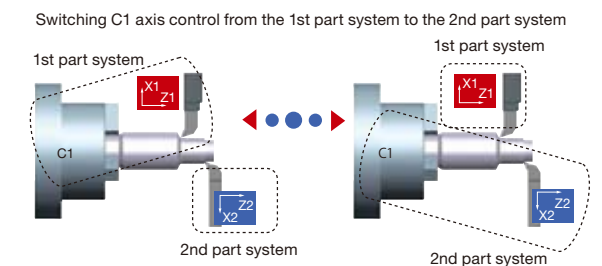 Switching C1 axis control from the 1st part system to the 2nd part system
1st part system
X1
Z1
C1
Z2
X2
2nd part system
1st part system
X1
Z1
C1
Z2
X2
2nd part system